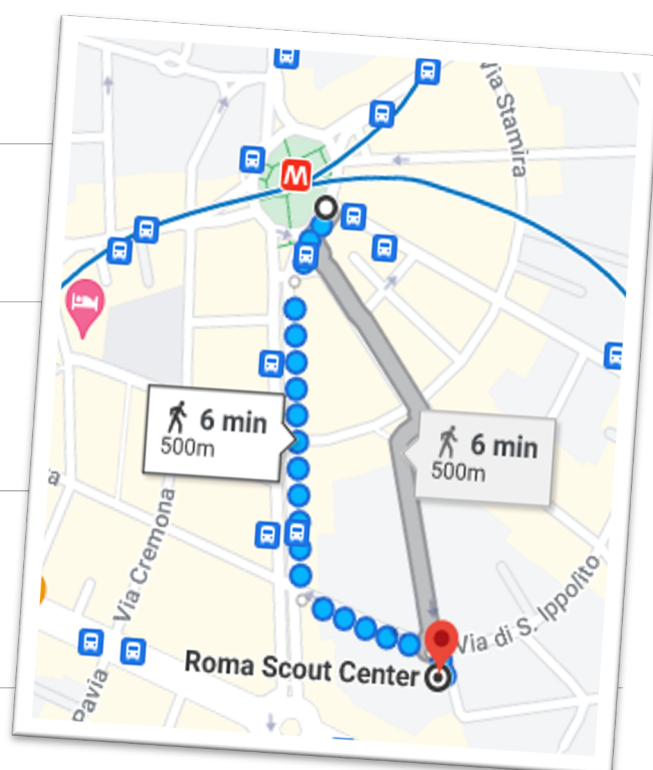 Via Stamira
M
6 min
500m
6 min
500m
Via Cremona
Via di S. Ippolito
Roma Scout Center
Pavia